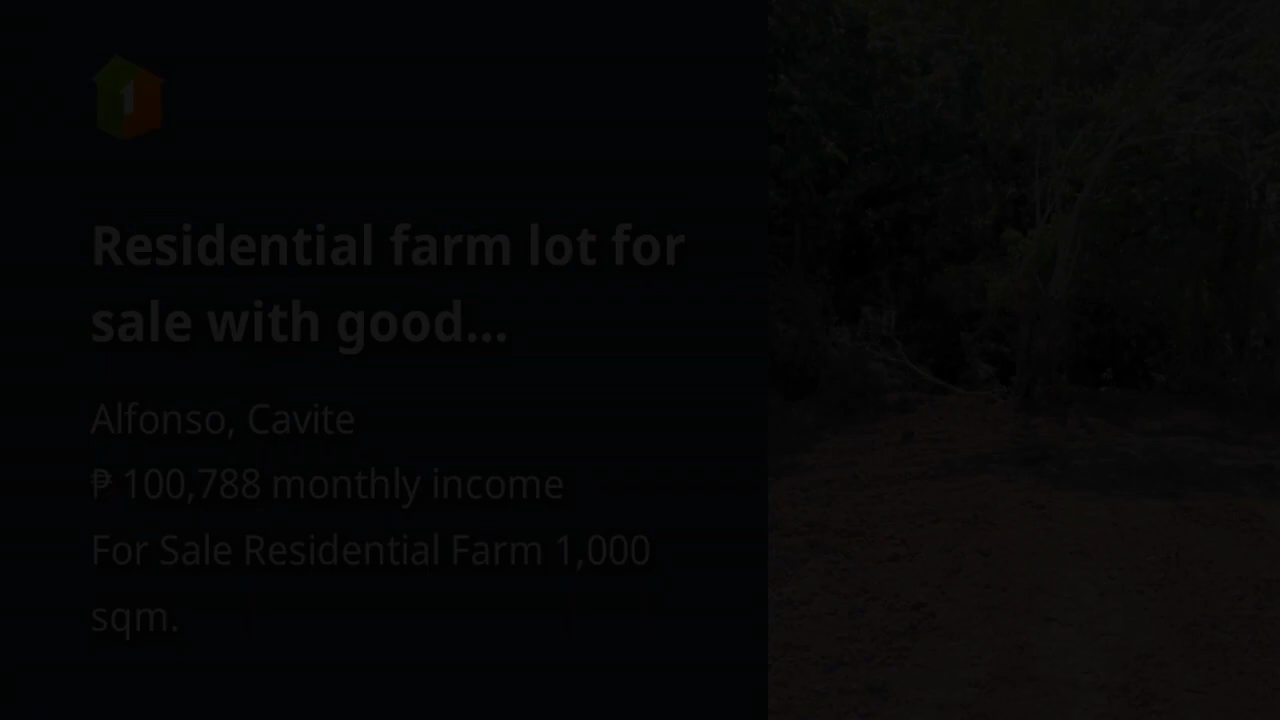 1
Residential farm lot for
sale with good...
Alfonso, Cavite
₱ 100,788 monthly income
For Sale Residential Farm 1,000
sqm.